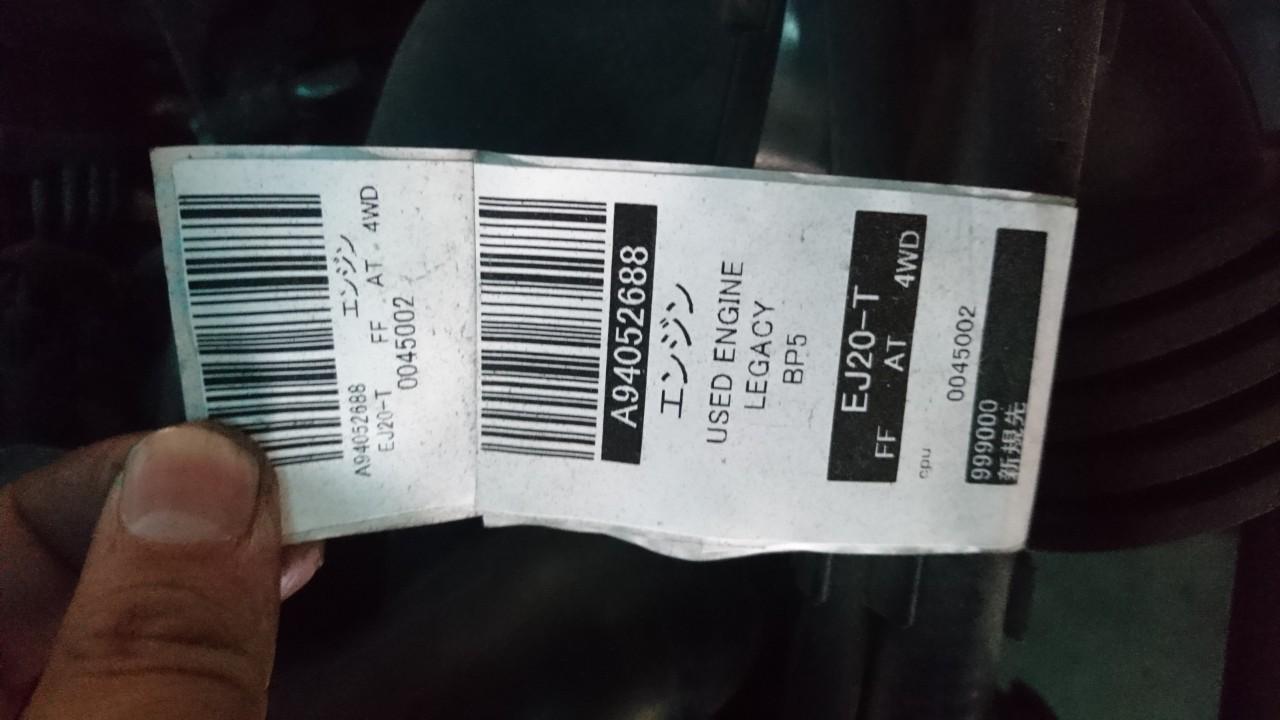 A94052688 エンジン
EJ20-T FF AT 4WD
0045002
A94052688
エンジン
USED ENGINE
LEGACY
BP5
EJ20-T
FF AT 4WD
cpu
0045002
999000
新規先